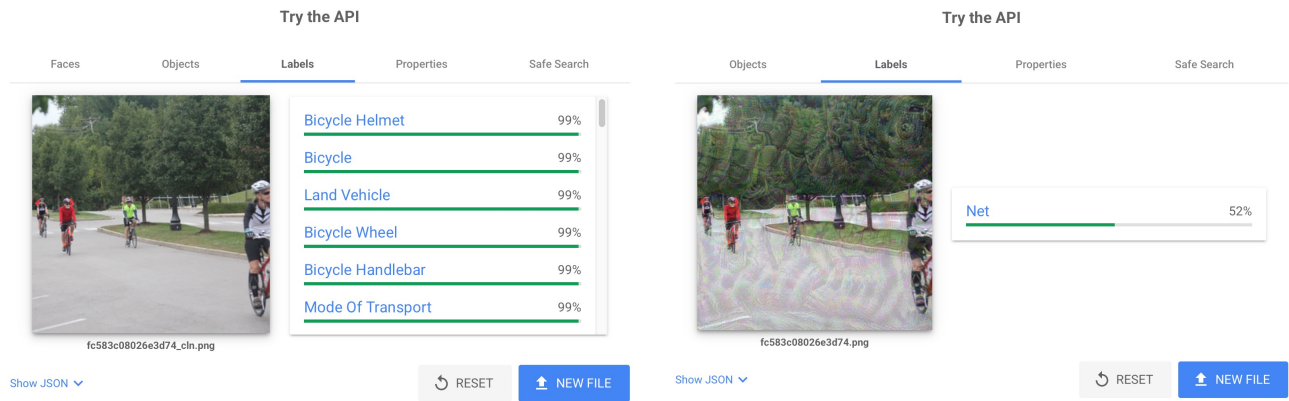 Try the API
Faces Objects Labels Properties Safe Search
Bicycle Helmet 99%
Bicycle 99%
Land Vehicle 99%
Bicycle Wheel 99%
Bicycle Handlebar 99%
Mode Of Transport 99%
fc583c08026e3d74_cln.png
Show JSON RESET NEW FILE
Try the API
Objects Labels Properties Safe Search
Net 52%
fc583c08026e3d74.png
Show JSON RESET NEW FILE